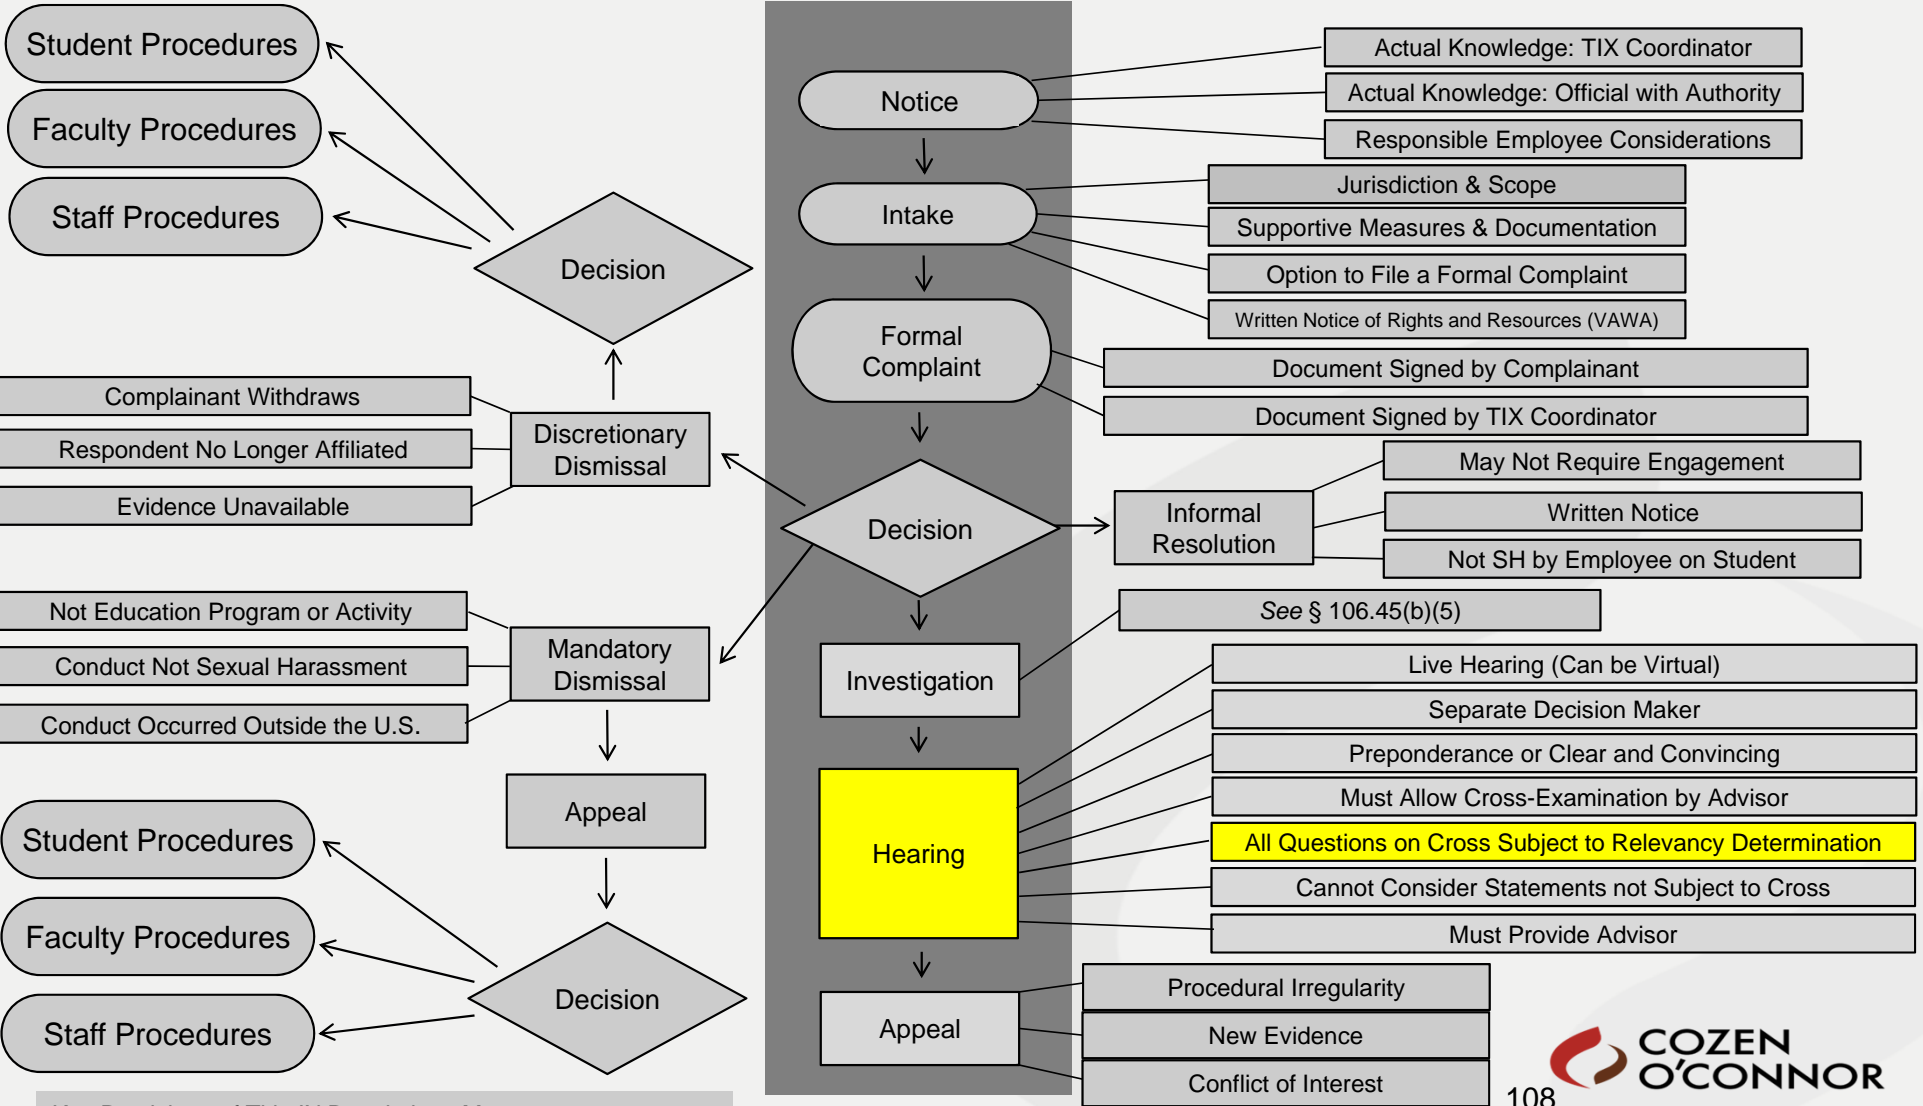 Student Procedures
Faculty Procedures
Staff Procedures
Decision
Complainant Withdraws
Respondent No Longer Affiliated
Evidence Unavailable
Discretionary
Dismissal
Not Education Program or Activity
Conduct Not Sexual Harassment
Conduct Occurred Outside the U.S.
Mandatory
Dismissal
Appeal
Student Procedures
Faculty Procedures
Staff Procedures
Decision
Notice
Actual Knowledge: TIX Coordinator
Actual Knowledge: Official with Authority
Responsible Employee Considerations
Intake
Jurisdiction & Scope
Supportive Measures & Documentation
Option to File a Formal Complaint
Written Notice of Rights and Resources (VAWA)
Formal
Complaint
Document Signed by Complainant
Document Signed by TIX Coordinator
Decision
Informal
Resolution
May Not Require Engagement
Written Notice
Not SH by Employee on Student
Investigation
See § 106.45(b)(5)
Hearing
Live Hearing (Can be Virtual)
Separate Decision Maker
Preponderance or Clear and Convincing
Must Allow Cross-Examination by Advisor
All Questions on Cross Subject to Relevancy Determination
Cannot Consider Statements not Subject to Cross
Must Provide Advisor
Appeal
Procedural Irregularity
New Evidence
Conflict of Interest
COZEN
O'CONNOR
108